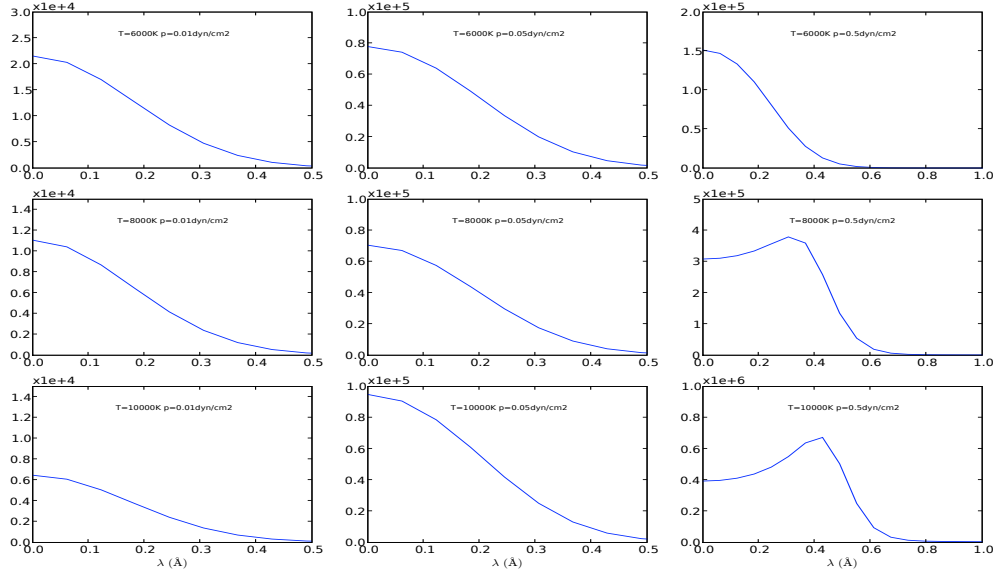 x1e+4 x1e+5 x1e+5
3.0 1.0 2.0
T=6000K p=0.01dyn/cm2 T=6000K p=0.05dyn/cm2 T=6000K p=0.5dyn/cm2
2.5 0.8
2.0 1.5
0.6
1.5 1.0
0.4
1.0
0.5
0.5 0.2
0.0 0.0 0.0
0.0 0.1 0.2 0.3 0.4 0.5 0.0 0.1 0.2 0.3 0.4 0.5 0.0 0.2 0.4 0.6 0.8 1.0
x1e+4 x1e+5 x1e+5
1.0 5
1.4
T=8000K p=0.01dyn/cm2 T=8000K p=0.05dyn/cm2 T=8000K p=0.5dyn/cm2
1.2 0.8 4
1.0
0.6 3
0.8
0.6 0.4 2
0.4
0.2 1
0.2
0.0 0.0 0
0.0 0.1 0.2 0.3 0.4 0.5 0.0 0.1 0.2 0.3 0.4 0.5 0.0 0.2 0.4 0.6 0.8 1.0
x1e+4 x1e+5 x1e+6
1.0 1.0
1.4
T=10000K p=0.01dyn/cm2 T=10000K p=0.05dyn/cm2 T=10000K p=0.5dyn/cm2
1.2 0.8 0.8
1.0
0.6 0.6
0.8
0.6 0.4 0.4
0.4
0.2 0.2
0.2
0.0 0.0 0.0
0.0 0.1 0.2 0.3 0.4 0.5 0.0 0.1 0.2 0.3 0.4 0.5 0.0 0.2 0.4 0.6 0.8 1.0
λ (Å) λ (Å) λ (Å)